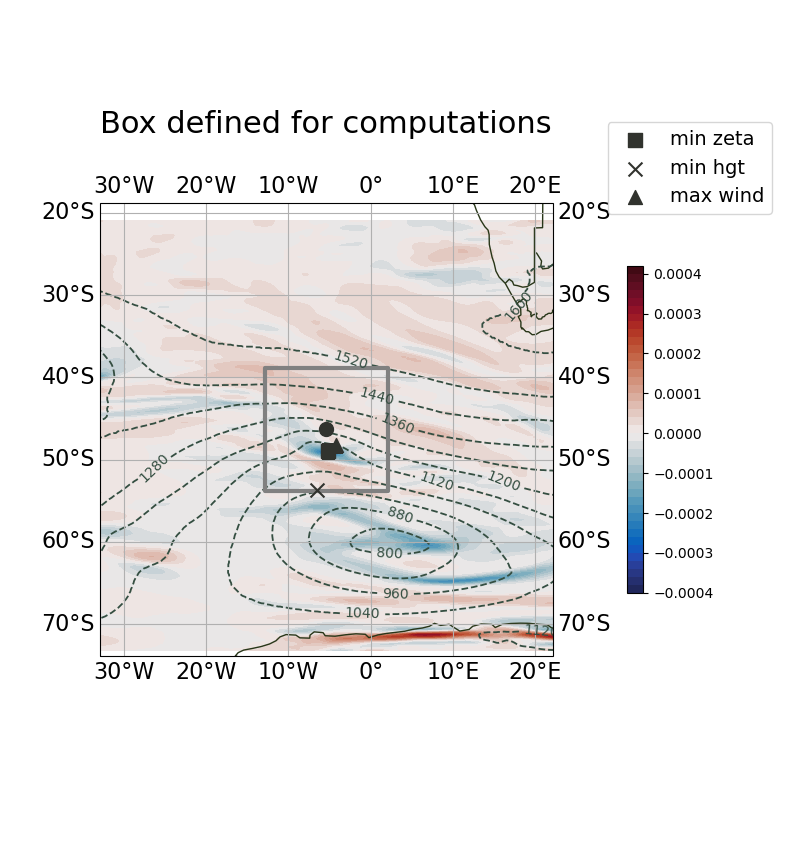 Box defined for computations
min zeta
min hgt
max wind
30°W 20°W 10°W 0° 10°E 20°E
20°S 20°S
30°S 30°S
40°S 40°S
50°S 50°S
60°S 60°S
70°S 70°S
30°W 20°W 10°W 0° 10°E 20°E
1600
1520
1440
1360
1280
1200
1120
880
800
960
1040
112
0.0004
0.0003
0.0002
0.0001
0.0000
−0.0001
−0.0002
−0.0003
−0.0004